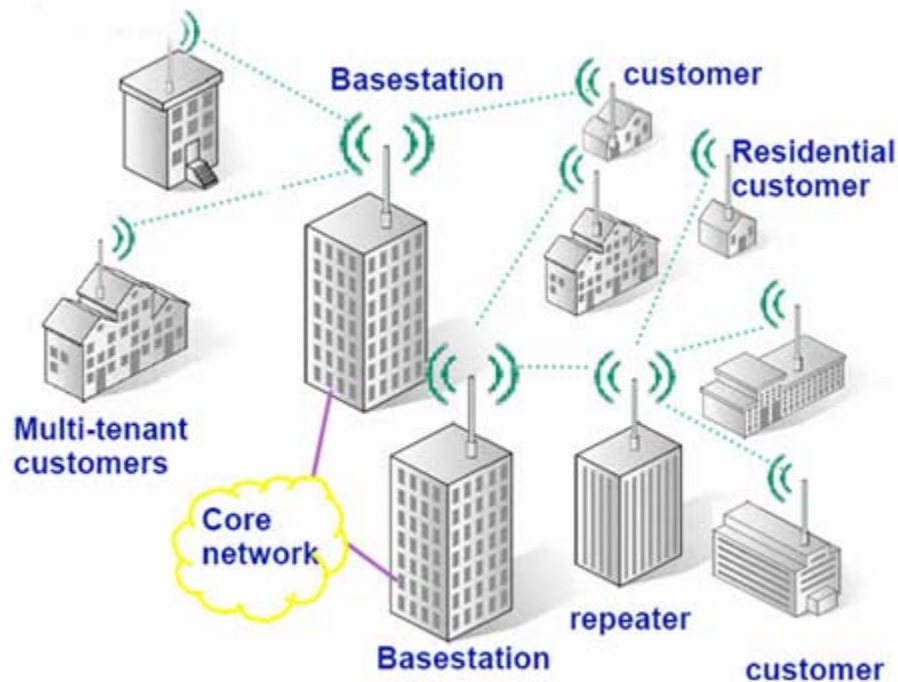 Basestation
customer
Residential
customer
Multi-tenant
customers
Core
network
repeater
Basestation
customer